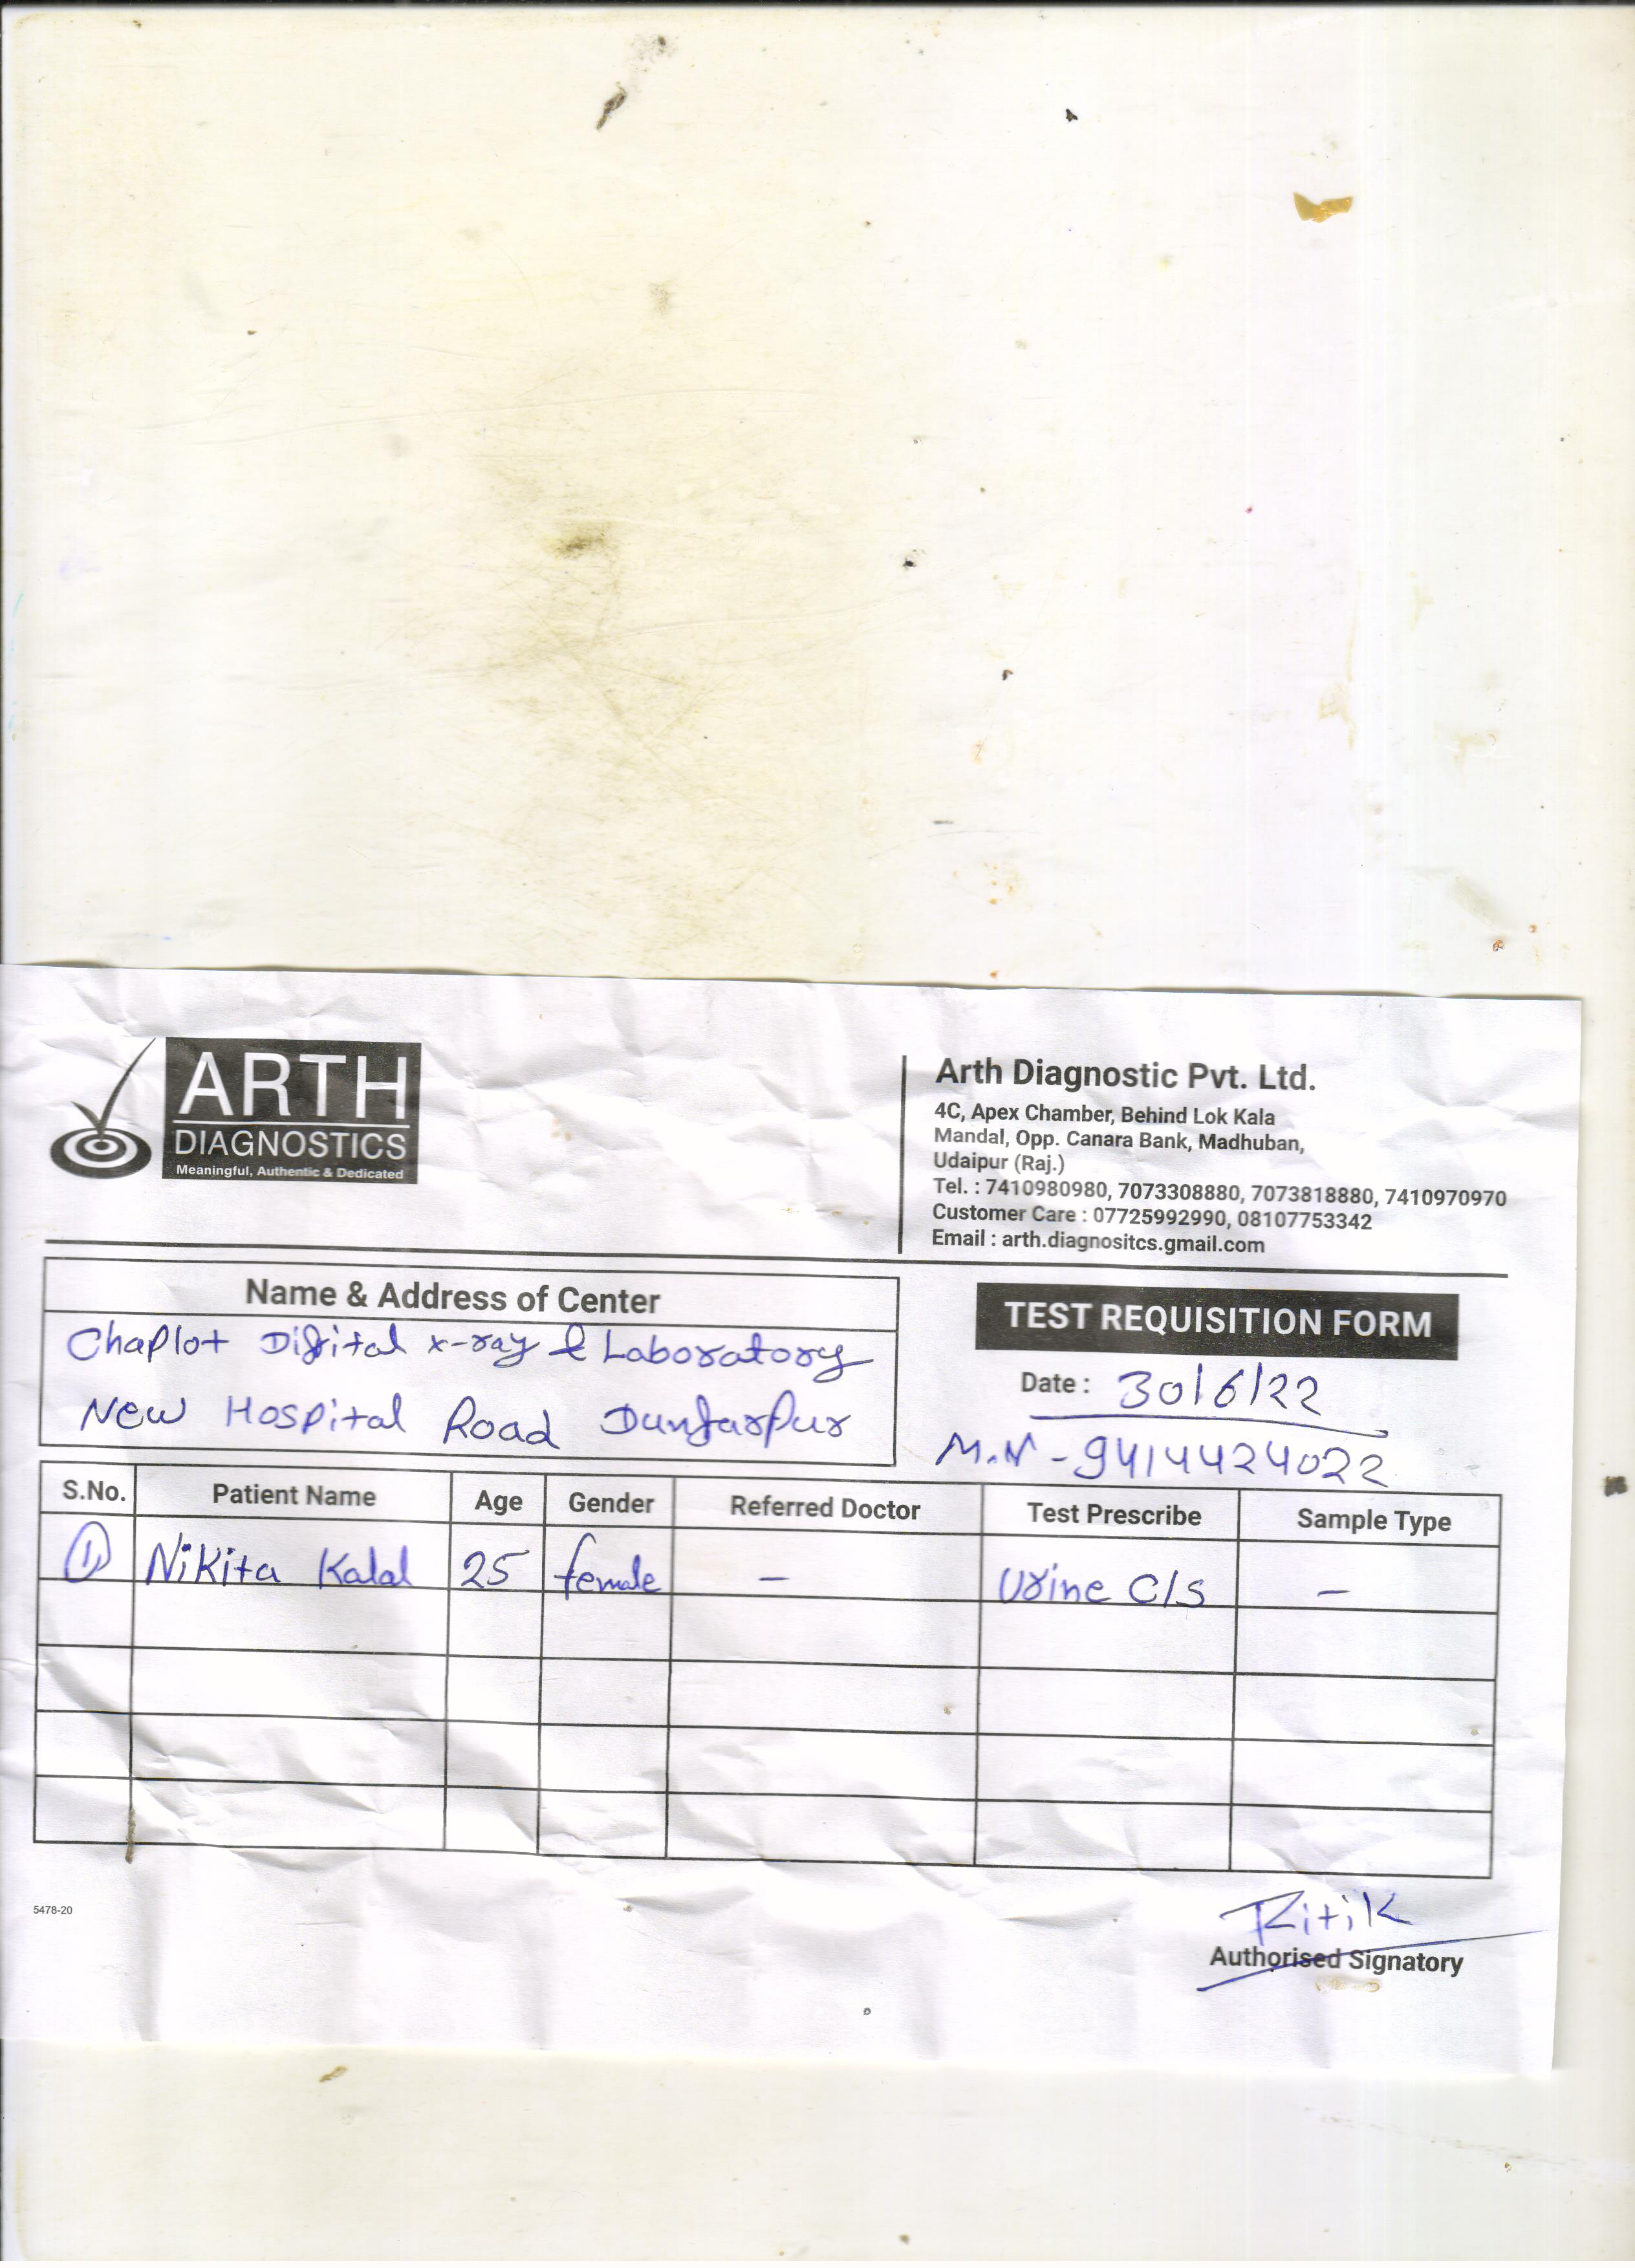 ARTH
DIAGNOSTICS
Meaningful, Authentic & Dedicated
Arth Diagnostic Pvt. Ltd.
4C, Apex Chamber, Behind Lok Kala
Mandal, Opp. Canara Bank, Madhuban,
Udaipur (Raj.)
Tel. : 7410980980, 7073308880, 7073818880, 7410970970
Customer Care : 07725992990, 08107753342
Email : arth.diagnositcs.gmail.com
Name & Address of Center
Chaplot Digital x-ray & Laboratory
New Hospital Road Dungarpur
TEST REQUISITION FORM
Date : 30/6/22
M.N - 9414424022
S.No. Patient Name Age Gender Referred Doctor Test Prescribe Sample Type
1 Nikita Kalal 25 female - Urine C/S -
5478-20
Ritik
Authorised Signatory